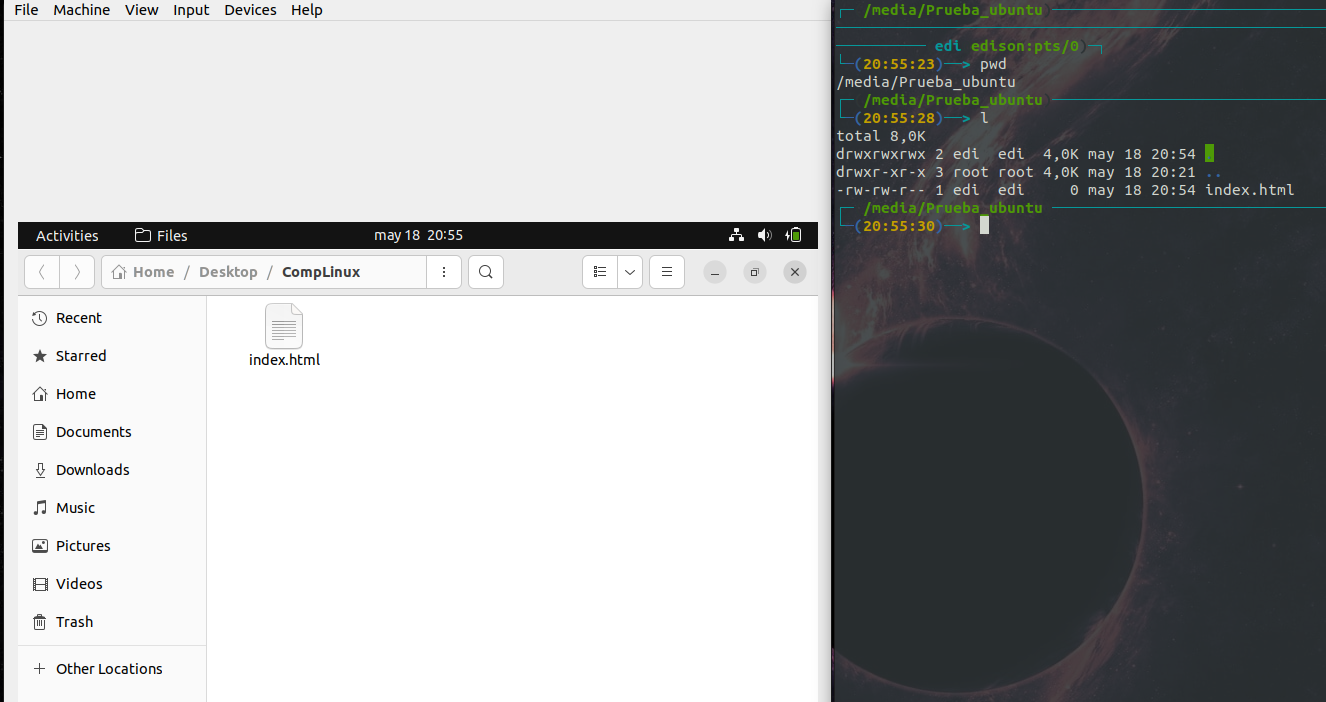 File Machine View Input Devices Help
Activities Files may 18 20:55
Home / Desktop / CompLinux
Recent
Starred
Home
Documents
Downloads
Music
Pictures
Videos
Trash
+ Other Locations
index.html
/media/Prueba_ubuntu
edi edison:pts/0)
(20:55:23)—> pwd
/media/Prueba_ubuntu
/media/Prueba_ubuntu
(20:55:28)—> l
total 8,0K
drwxrwxrwx 2 edi edi 4,0K may 18 20:54 .
drwxr-xr-x 3 root root 4,0K may 18 20:21 ..
-rw-rw-r-- 1 edi edi 0 may 18 20:54 index.html
/media/Prueba_ubuntu
(20:55:30)—>